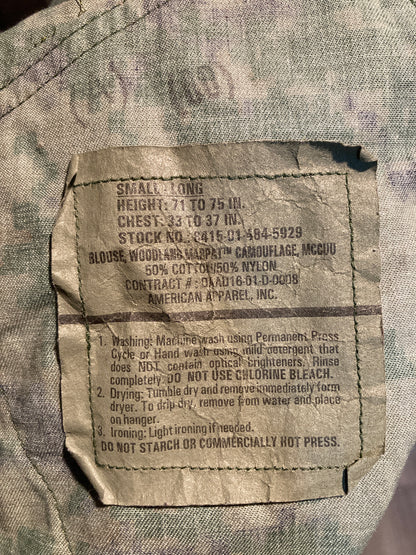 SMALL-LONG
HEIGHT: 71 TO 75 IN.
CHEST: 33 TO 37 IN.
STOCK NO.: 8415-01-484-5929
BLOUSE, WOODLAND MARPAT™ CAMOUFLAGE, MCCUU
50% COTTON/50% NYLON
CONTRACT #: DAAD16-01-D-0008
AMERICAN APPAREL, INC.
1. Washing: Machine wash using Permanent Press
Cycle or Hand wash using mild detergent that
does NOT contain optical brighteners. Rinse
completely. DO NOT USE CHLORINE BLEACH.
2. Drying: Tumble dry and remove immediately form
dryer. To drip dry, remove from water and place
on hanger.
3. Ironing: Light ironing if needed.
DO NOT STARCH OR COMMERCIALLY HOT PRESS.